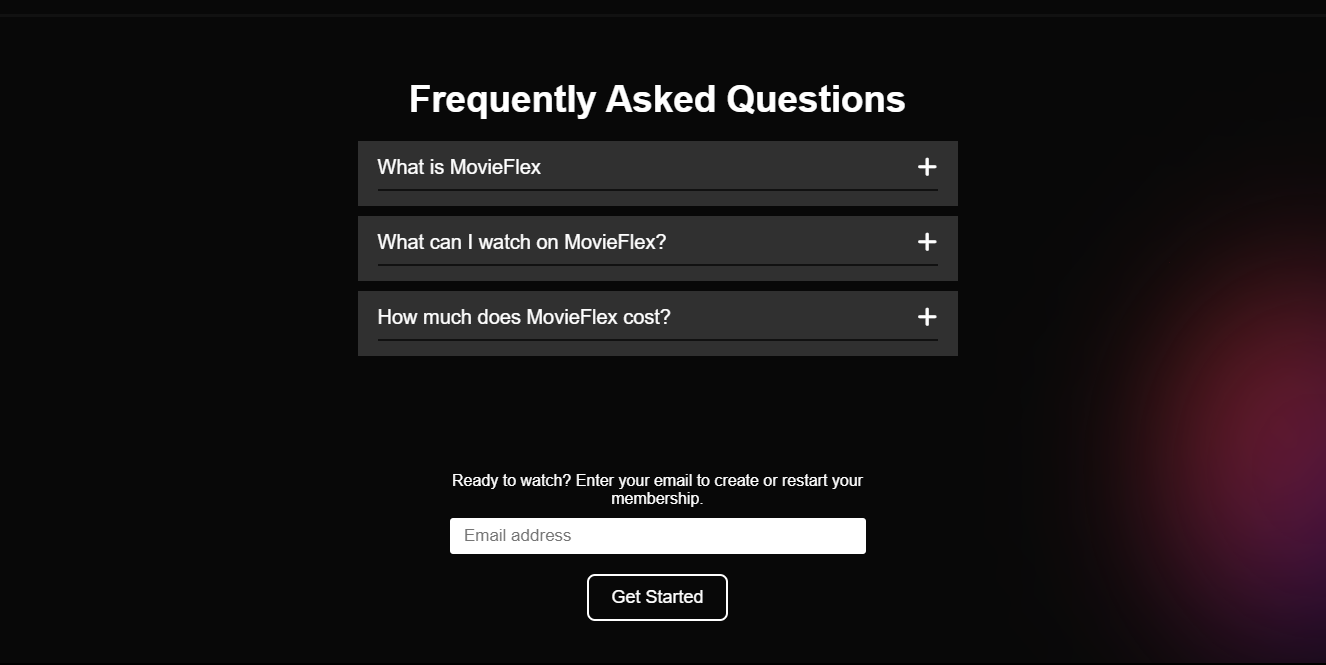 Frequently Asked Questions
What is MovieFlex
What can I watch on MovieFlex?
How much does MovieFlex cost?
Ready to watch? Enter your email to create or restart your
membership.
Email address
Get Started